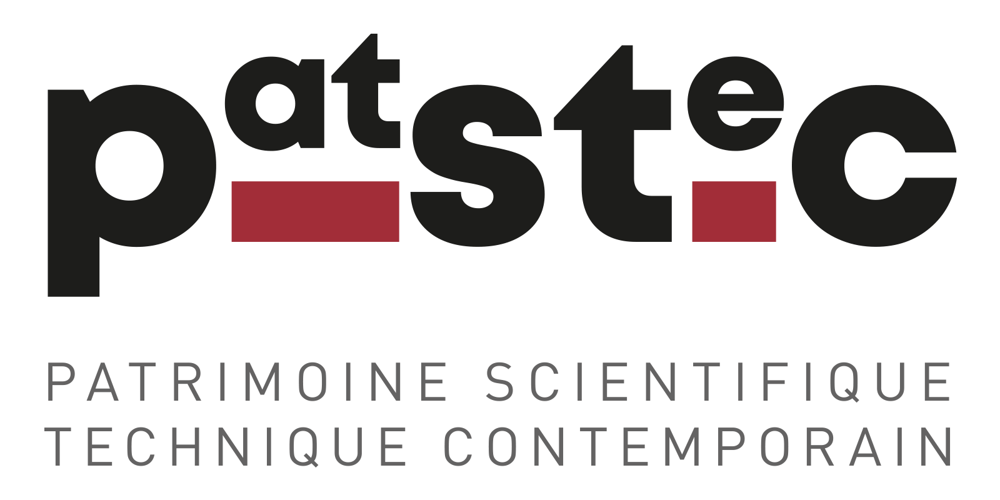 patstec
PATRIMOINE SCIENTIFIQUE
TECHNIQUE CONTEMPORAIN